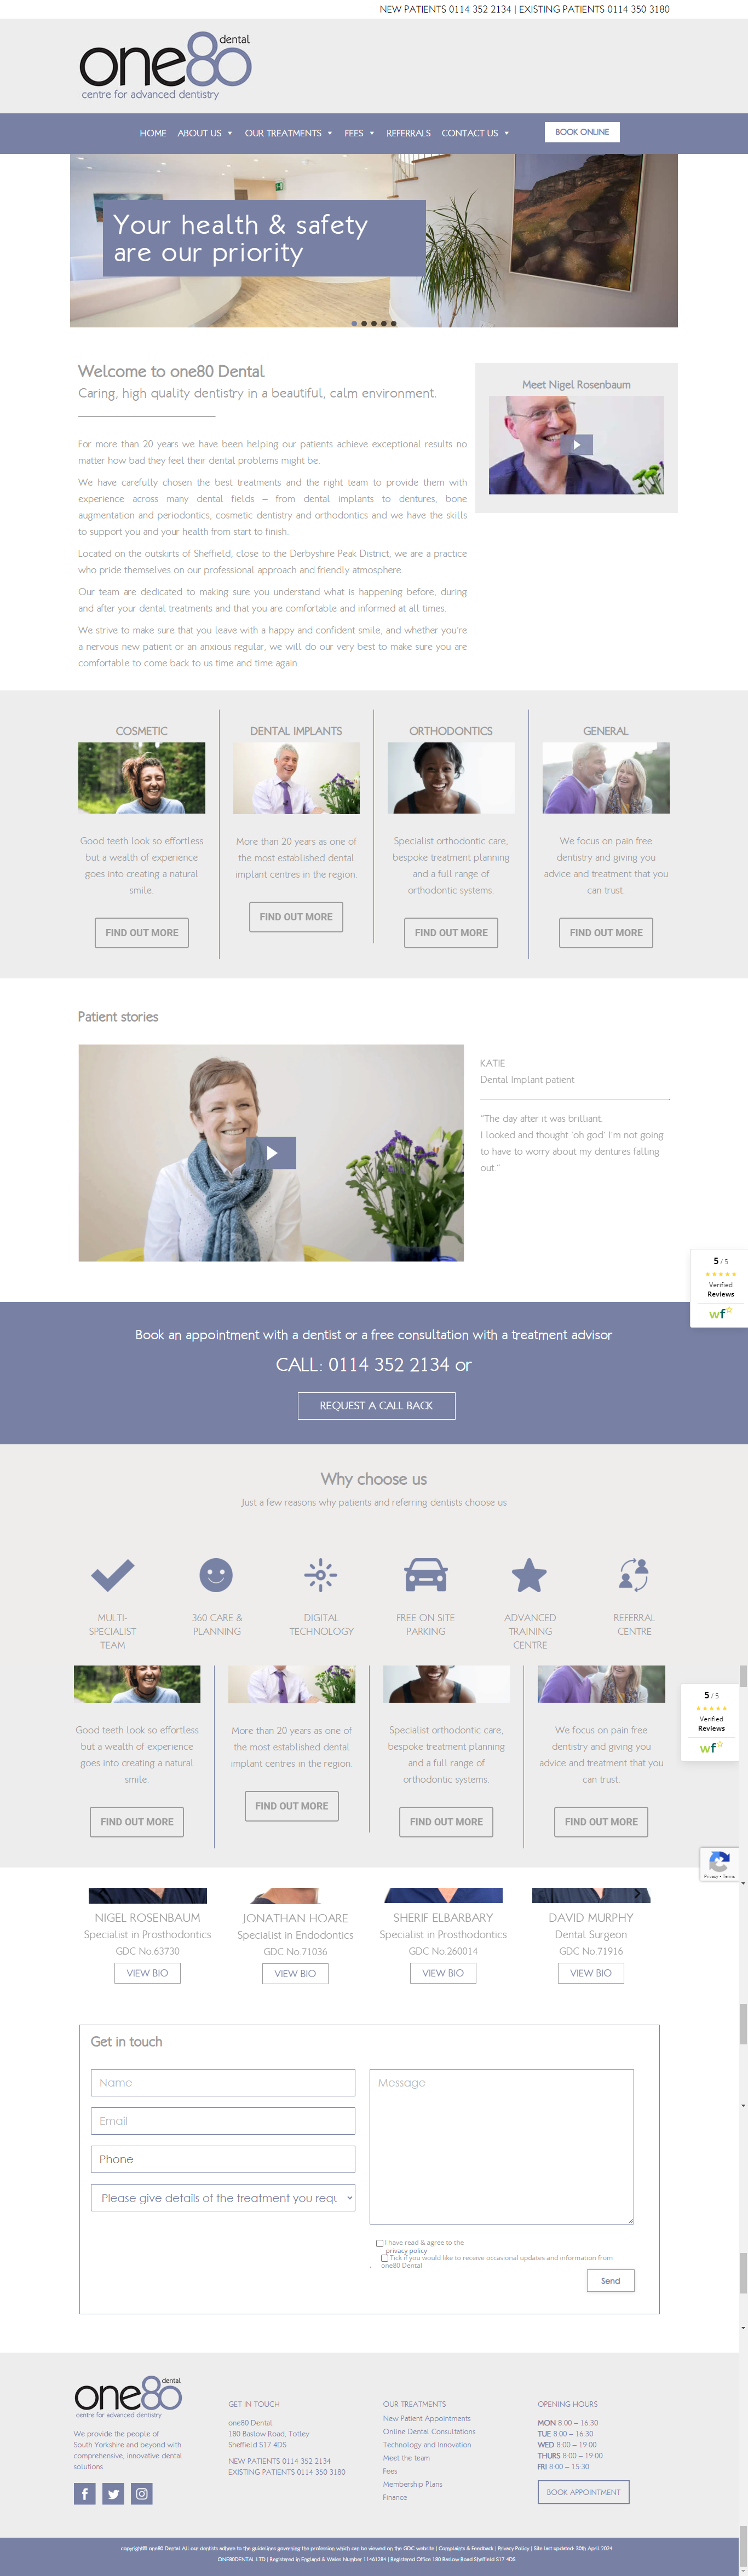 NEW PATIENTS 0114 352 2134 | EXISTING PATIENTS 0114 350 3180
one80 dental
centre for advanced dentistry
HOME ABOUT US OUR TREATMENTS FEES REFERRALS CONTACT US BOOK ONLINE
Your health & safety
are our priority
Welcome to one80 Dental
Caring, high quality dentistry in a beautiful, calm environment.
For more than 20 years we have been helping our patients achieve exceptional results no
matter how bad they feel their dental problems might be.
We have carefully chosen the best treatments and the right team to provide them with
experience across many dental fields – from dental implants to dentures, bone
augmentation and periodontics, cosmetic dentistry and orthodontics and we have the skills
to support you and your health from start to finish.
Located on the outskirts of Sheffield, close to the Derbyshire Peak District, we are a practice
who pride themselves on our professional approach and friendly atmosphere.
Our team are dedicated to making sure you understand what is happening before, during
and after your dental treatments and that you are comfortable and informed at all times.
We strive to make sure that you leave with a happy and confident smile, and whether you're
a nervous new patient or an anxious regular, we will do our very best to make sure you are
comfortable to come back to us time and time again.
Meet Nigel Rosenbaum
COSMETIC
Good teeth look so effortless
but a wealth of experience
goes into creating a natural
smile.
FIND OUT MORE
DENTAL IMPLANTS
More than 20 years as one of
the most established dental
implant centres in the region.
FIND OUT MORE
ORTHODONTICS
Specialist orthodontic care,
bespoke treatment planning
and a full range of
orthodontic systems.
FIND OUT MORE
GENERAL
We focus on pain free
dentistry and giving you
advice and treatment that you
can trust.
FIND OUT MORE
Patient stories
KATIE
Dental Implant patient
"The day after it was brilliant.
I looked and thought 'oh god' I'm not going
to have to worry about my dentures falling
out."
5 / 5
Verified
Reviews
wf
Book an appointment with a dentist or a free consultation with a treatment advisor
CALL: 0114 352 2134 or
REQUEST A CALL BACK
Why choose us
Just a few reasons why patients and referring dentists choose us
MULTI-
SPECIALIST
TEAM
360 CARE &
PLANNING
DIGITAL
TECHNOLOGY
FREE ON SITE
PARKING
ADVANCED
TRAINING
CENTRE
REFERRAL
CENTRE
Good teeth look so effortless
but a wealth of experience
goes into creating a natural
smile.
FIND OUT MORE
More than 20 years as one of
the most established dental
implant centres in the region.
FIND OUT MORE
Specialist orthodontic care,
bespoke treatment planning
and a full range of
orthodontic systems.
FIND OUT MORE
We focus on pain free
dentistry and giving you
advice and treatment that you
can trust.
FIND OUT MORE
5 / 5
Verified
Reviews
wf
Privacy - Terms
NIGEL ROSENBAUM
Specialist in Prosthodontics
GDC No.63730
VIEW BIO
JONATHAN HOARE
Specialist in Endodontics
GDC No.71036
VIEW BIO
SHERIF ELBARBARY
Specialist in Prosthodontics
GDC No.260014
VIEW BIO
DAVID MURPHY
Dental Surgeon
GDC No.71916
VIEW BIO
Get in touch
Name
Email
Phone
Please give details of the treatment you requ
Message
I have read & agree to the
privacy policy
Tick if you would like to receive occasional updates and information from
one80 Dental
Send
one80 dental
centre for advanced dentistry
We provide the people of
South Yorkshire and beyond with
comprehensive, innovative dental
solutions.
GET IN TOUCH
one80 Dental
180 Baslow Road, Totley
Sheffield S17 4DS
NEW PATIENTS 0114 352 2134
EXISTING PATIENTS 0114 350 3180
OUR TREATMENTS
New Patient Appointments
Online Dental Consultations
Technology and Innovation
Meet the team
Fees
Membership Plans
Finance
OPENING HOURS
MON 8:00 – 16:30
TUE 8:00 – 16:30
WED 8:00 – 19:00
THURS 8:00 – 19:00
FRI 8:00 – 15:30
BOOK APPOINTMENT
copyright© one80 Dental All our dentists adhere to the guidelines governing the profession which can be viewed on the GDC website | Complaints & Feedback | Privacy Policy | Site last updated: 30th April 2024
ONE80DENTAL LTD | Registered in England & Wales Number 11461284 | Registered Office 180 Baslow Road Sheffield S17 4DS